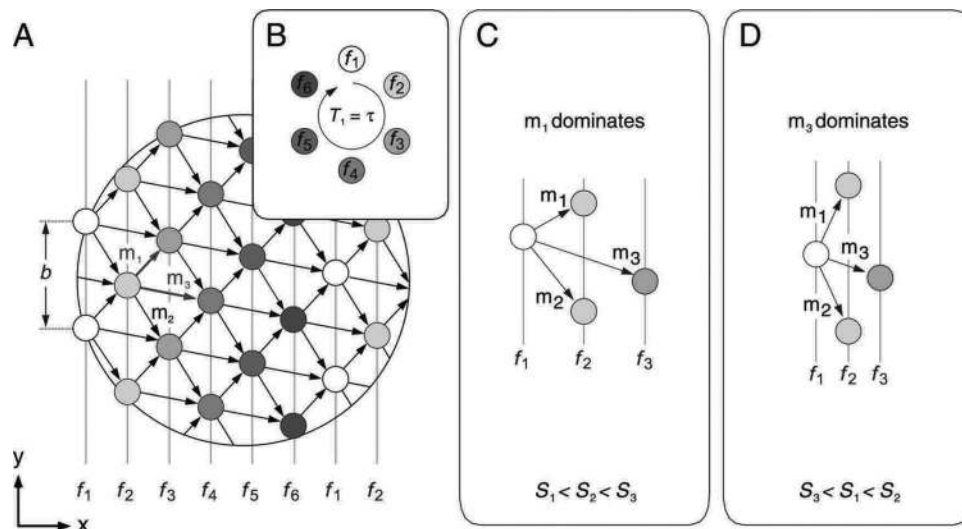 A
B
C
D
f1
f2
f3
f4
f5
f6
T1 = τ
b
m1
m3
m2
y
x
f1 f2 f3 f4 f5 f6 f1 f2
m1 dominates
m1
m3
m2
f1 f2 f3
S1 < S2 < S3
m3 dominates
m1
m3
m2
f1 f2 f3
S3 < S1 < S2